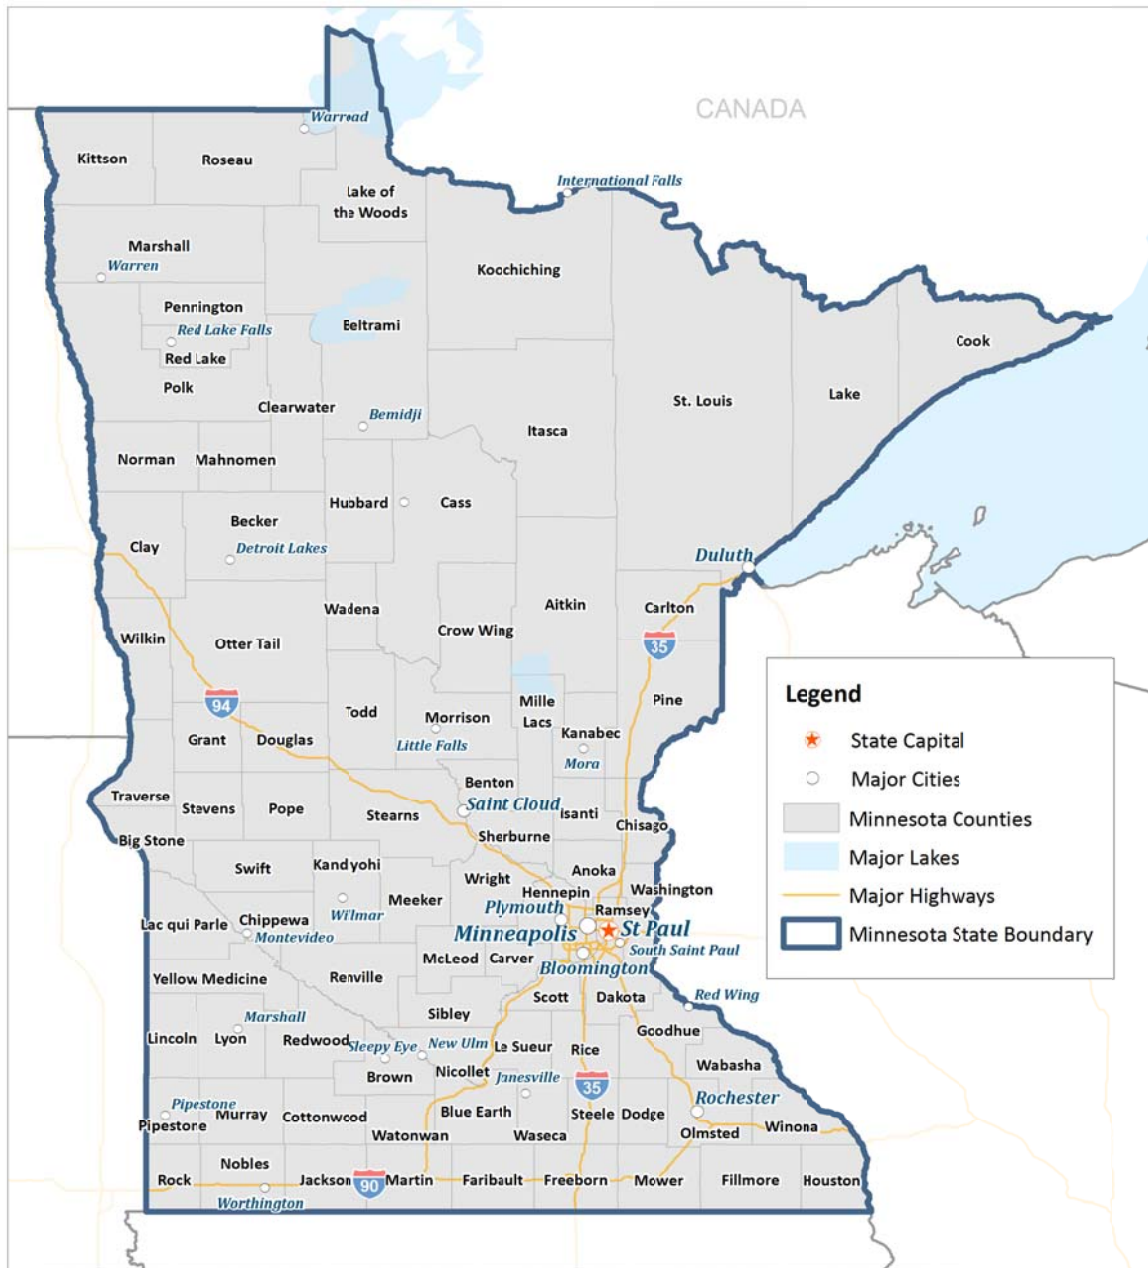 CANADA
Warroad
Kittson
Roseau
International Falls
Lake of
the Woods
Marshall
Warren
Koochiching
Pennington
Red Lake Falls
Beltrami
Red Lake
Polk
Cook
Clearwater
Bemidji
St. Louis
Lake
Itasca
Norman
Mahnomen
Hubbard
Cass
Becker
Clay
Detroit Lakes
Duluth
Wadena
Aitkin
Carlton
Wilkin
Otter Tail
Crow Wing
35
94
Todd
Morrison
Mille
Lacs
Pine
Grant
Douglas
Little Falls
Kanabec
Mora
Traverse
Stevens
Pope
Benton
Saint Cloud
Stearns
Isanti
Chisago
Big Stone
Sherburne
Swift
Kandyohi
Meeker
Wright
Anoka
Hennepin
Washington
Lac qui Parle
Chippewa
Wilmar
Plymouth
Ramsey
Montevideo
Minneapolis
St Paul
South Saint Paul
McLeod
Carver
Bloomington
Yellow Medicine
Renville
Scott
Dakota
Red Wing
Sibley
Marshall
Goodhue
Lincoln
Lyon
Redwood
Sleepy Eye
New Ulm
Le Sueur
Rice
Brown
Nicollet
Janesville
Wabasha
35
Pipestone
Pipestone
Murray
Cottonwood
Blue Earth
Steele
Dodge
Rochester
Watonwan
Waseca
Olmsted
Winona
Nobles
Rock
Jackson
90
Martin
Faribault
Freeborn
Mower
Fillmore
Houston
Worthington
Legend
State Capital
Major Cities
Minnesota Counties
Major Lakes
Major Highways
Minnesota State Boundary